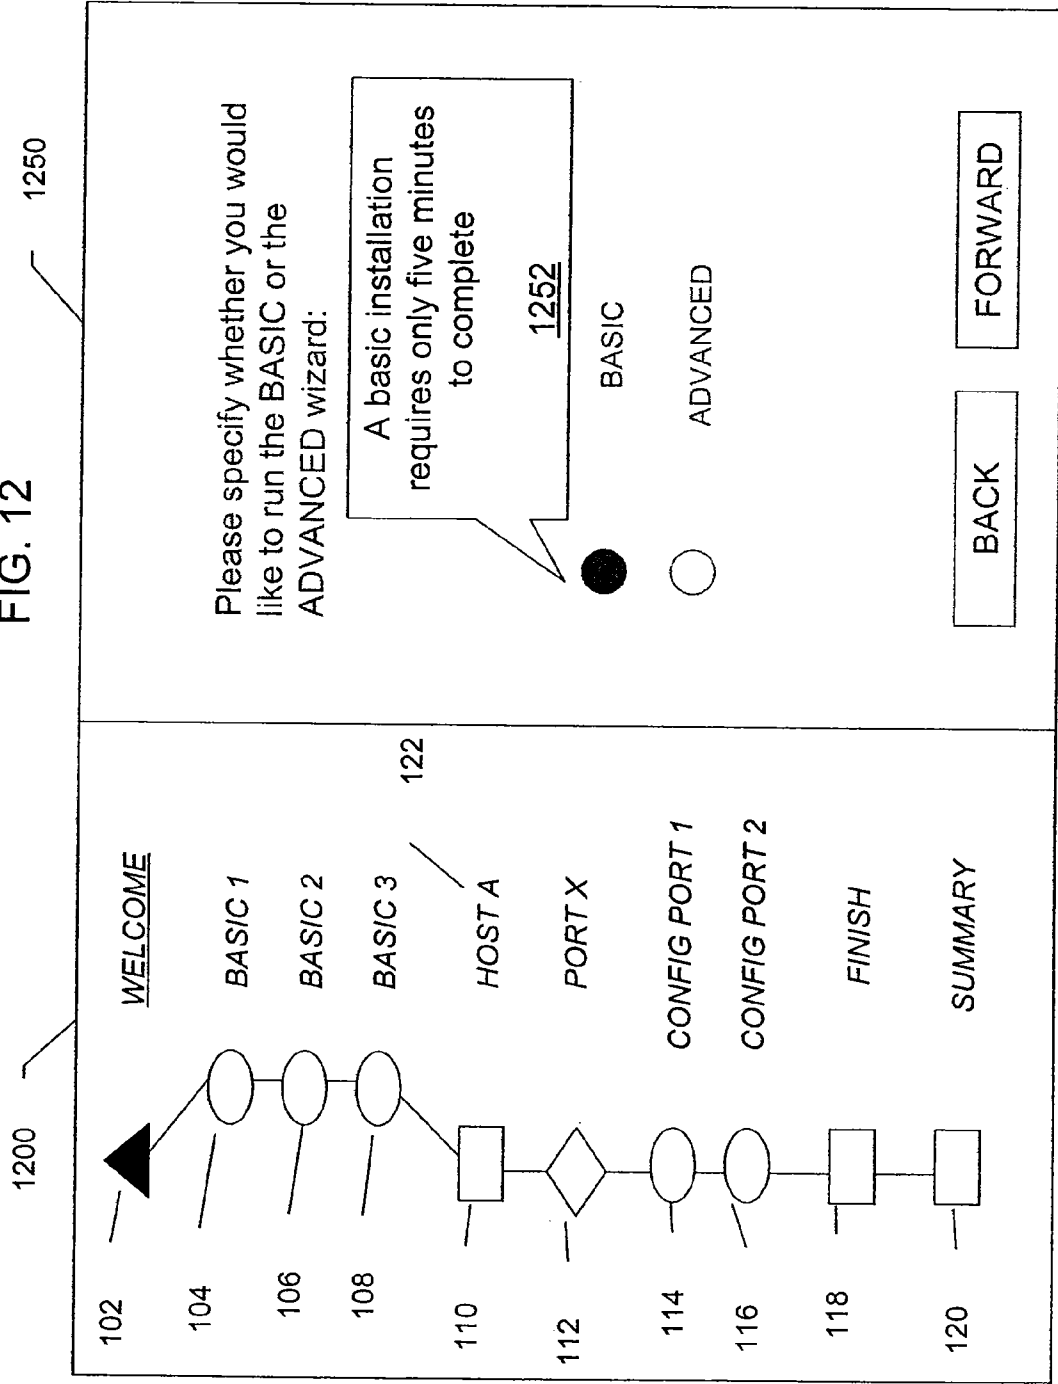 FIG. 12
1200
1250
102
WELCOME
104
BASIC 1
106
BASIC 2
108
BASIC 3
122
110
HOST A
112
PORT X
114
CONFIG PORT 1
116
CONFIG PORT 2
118
FINISH
120
SUMMARY
Please specify whether you would
like to run the BASIC or the
ADVANCED wizard:
A basic installation
requires only five minutes
to complete
1252
BASIC
ADVANCED
BACK
FORWARD